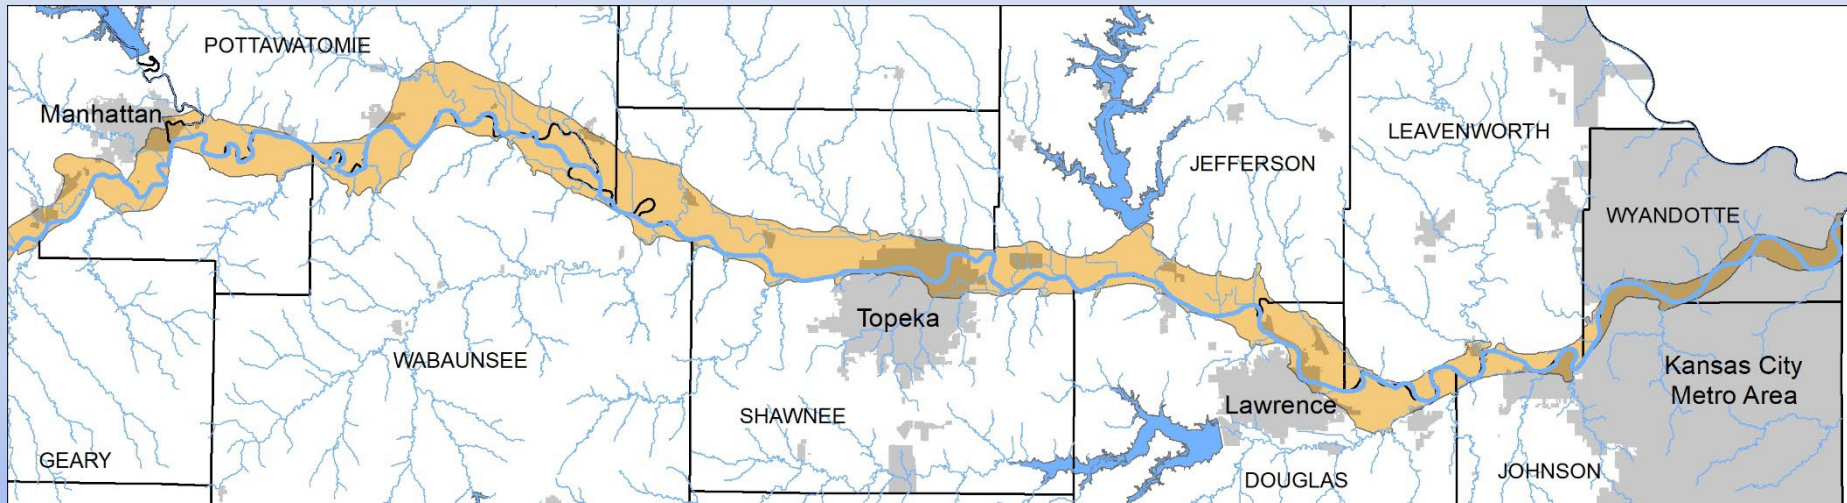 POTTAWATOMIE
Manhattan
LEAVENWORTH
JEFFERSON
WYANDOTTE
Topeka
WABAUNSEE
Kansas City
Metro Area
Lawrence
SHAWNEE
GEARY
JOHNSON
DOUGLAS